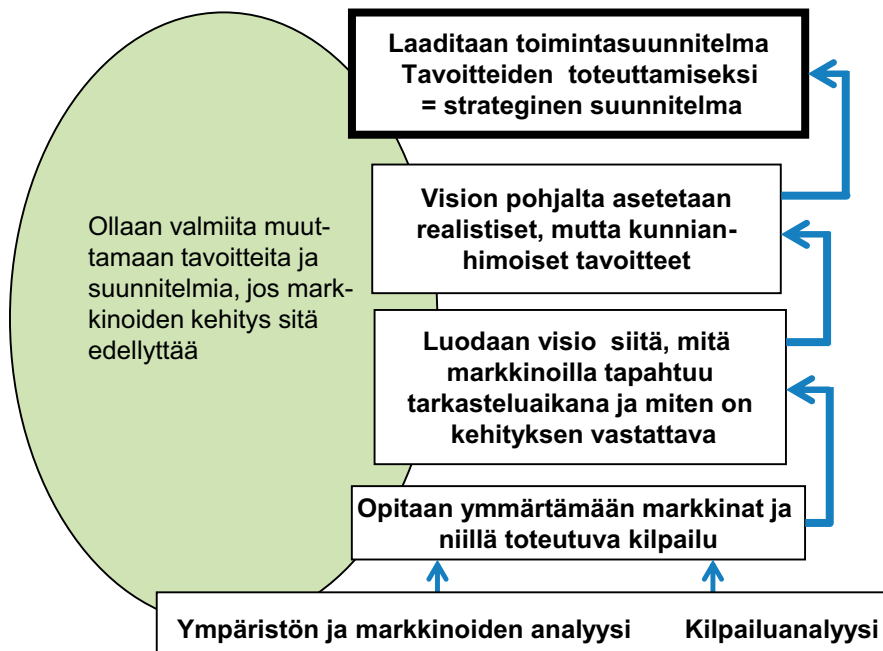 Laaditaan toimintasuunnitelma
Tavoitteiden toteuttamiseksi
= strateginen suunnitelma
Vision pohjalta asetetaan
realistiset, mutta kunnian-
himoiset tavoitteet
Ollaan valmiita muut-
tamaan tavoitteita ja
suunnitelmia, jos mark-
kinoiden kehitys sitä
edellyttää
Luodaan visio siitä, mitä
markkinoilla tapahtuu
tarkasteluaikana ja miten on
kehityksen vastattava
Opitaan ymmärtämään markkinat ja
niillä toteutuva kilpailu
Ympäristön ja markkinoiden analyysi Kilpailuanalyysi